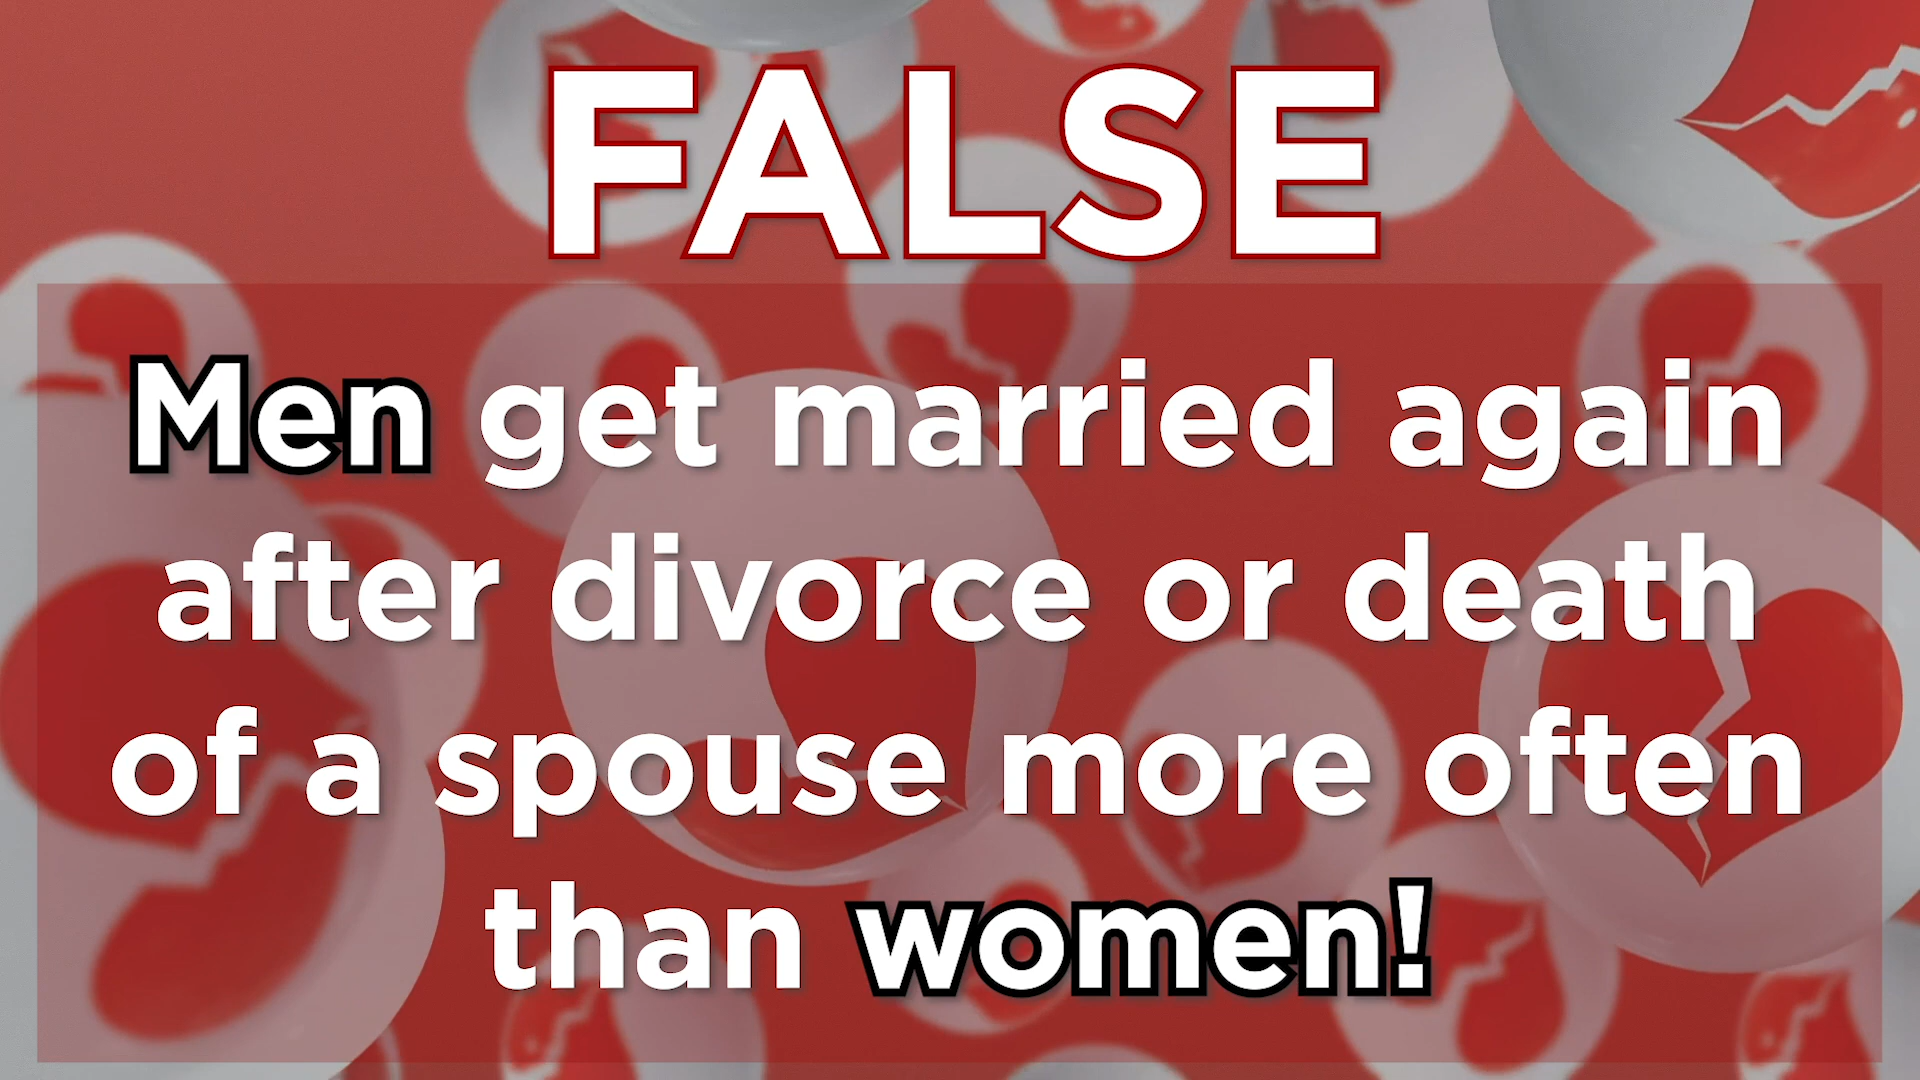 FALSE
Men get married again
after divorce or death
of a spouse more often
than women!